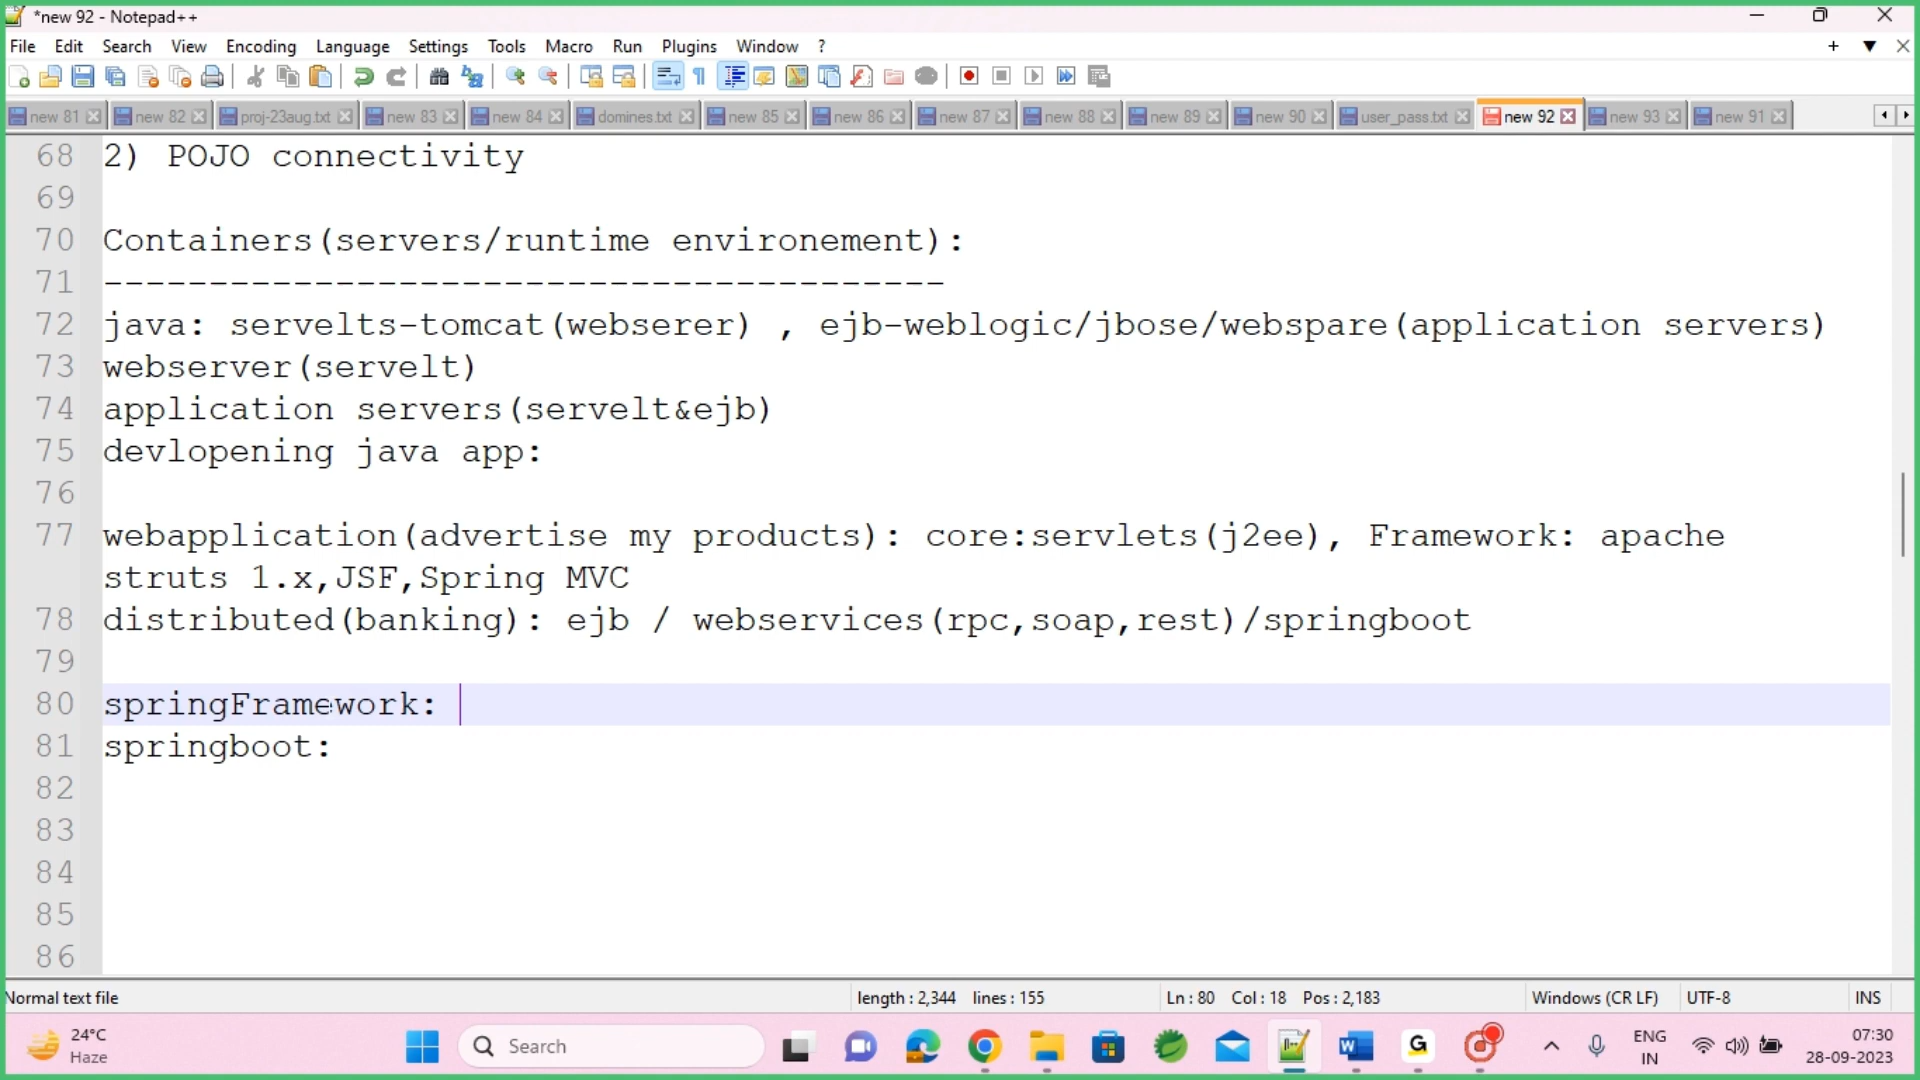 *new 92 - Notepad++
File Edit Search View Encoding Language Settings Tools Macro Run Plugins Window ?
new 81 new 82 proj-23aug.txt new 83 new 84 domines.txt new 85 new 86 new 87 new 88 new 89 new 90 user_pass.txt new 92 new 93 new 91
68 2) POJO connectivity
69
70 Containers(servers/runtime environement):
71 ----------------------------------------
72 java: servelts-tomcat(webserer) , ejb-weblogic/jbose/webspare(application servers)
73 webserver(servelt)
74 application servers(servelt&ejb)
75 devlopening java app:
76
77 webapplication(advertise my products): core:servlets(j2ee), Framework: apache
struts 1.x,JSF,Spring MVC
78 distributed(banking): ejb / webservices(rpc,soap,rest)/springboot
79
80 springFramework:
81 springboot:
82
83
84
85
86
Normal text file length : 2,344 lines : 155 Ln : 80 Col : 18 Pos : 2,183 Windows (CR LF) UTF-8 INS
24°C
Haze
Search
ENG
IN
07:30
28-09-2023